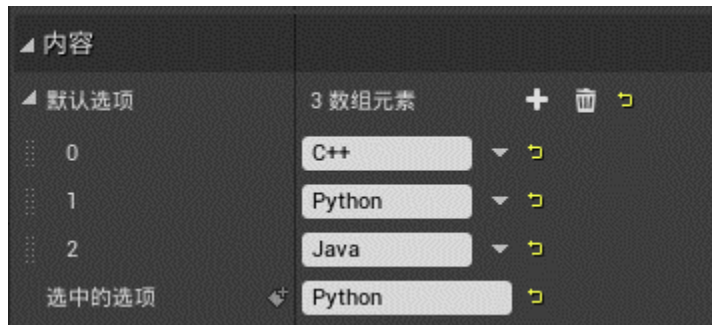 内容
默认选项 3 数组元素
0 C++
1 Python
2 Java
选中的选项 Python